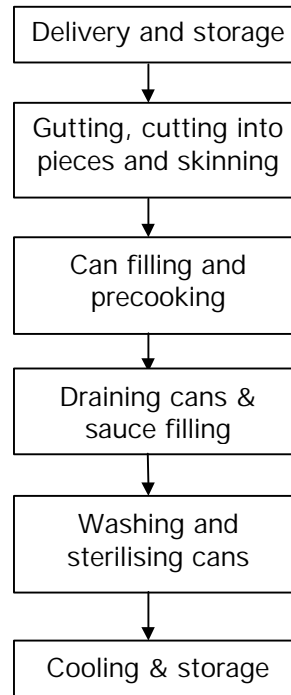 Delivery and storage
Gutting, cutting into
pieces and skinning
Can filling and
precooking
Draining cans &
sauce filling
Washing and
sterilising cans
Cooling & storage